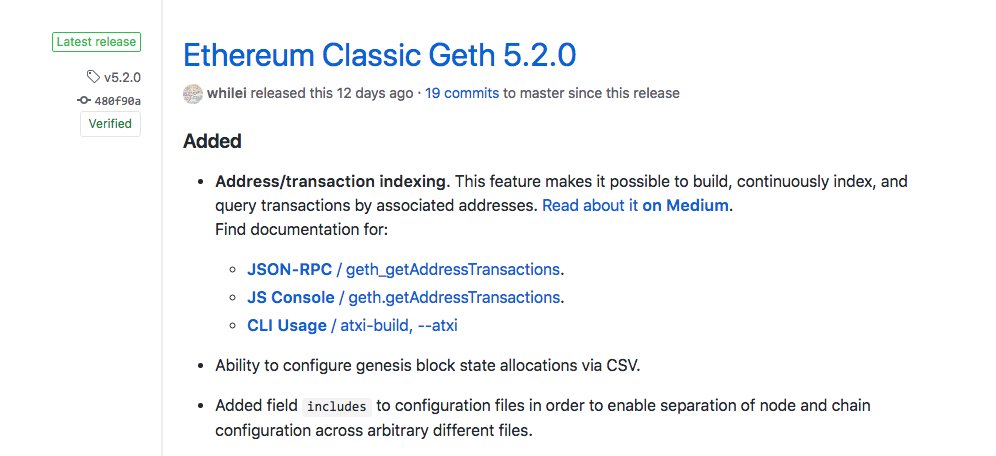 Latest release
v5.2.0
480f90a
Verified
Ethereum Classic Geth 5.2.0
whilei released this 12 days ago · 19 commits to master since this release
Added
• Address/transaction indexing. This feature makes it possible to build, continuously index, and
query transactions by associated addresses. Read about it on Medium.
Find documentation for:
◦ JSON-RPC / geth_getAddressTransactions.
◦ JS Console / geth.getAddressTransactions.
◦ CLI Usage / atxi-build, --atxi
• Ability to configure genesis block state allocations via CSV.
• Added field includes to configuration files in order to enable separation of node and chain
configuration across arbitrary different files.